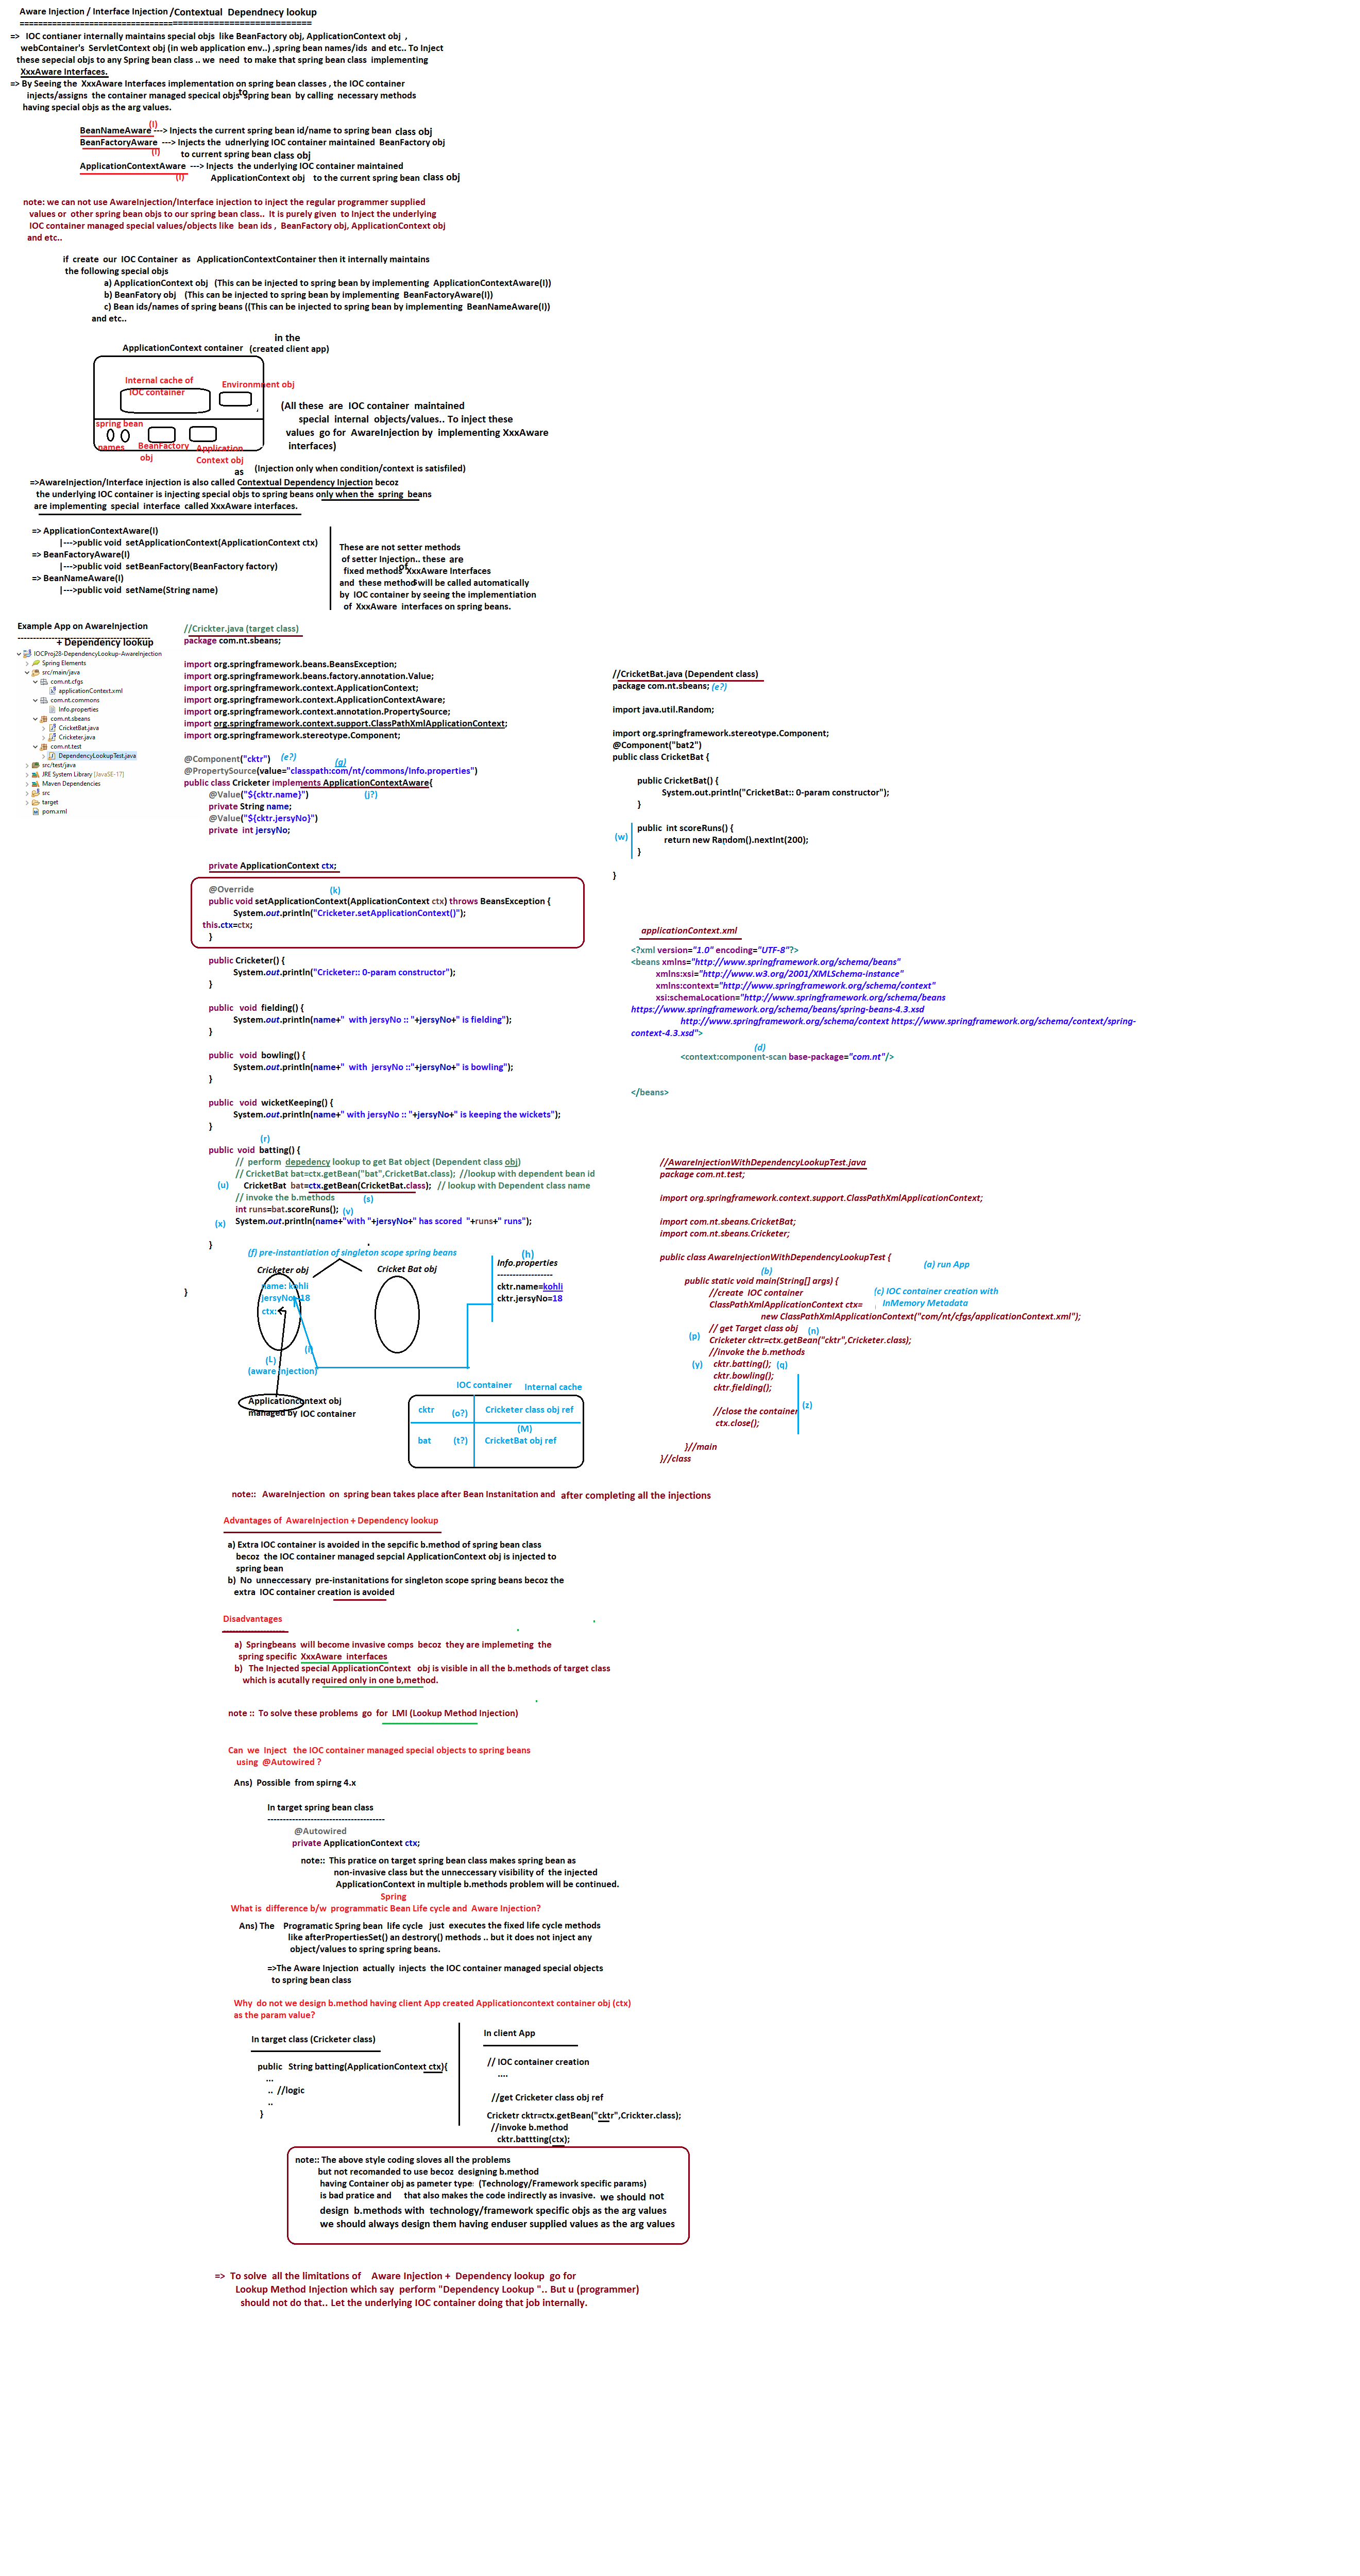 Aware Injection / Interface Injection /Contextual  Dependnecy lookup
================================================================
=>   IOC contianer internally maintains special objs  like BeanFactory obj, ApplicationContext obj  ,
webContainer's  ServletContext obj (in web application env..) ,spring bean names/ids  and etc.. To Inject
these sepecial objs to any Spring bean class .. we  need  to make that spring bean class  implementing
XxxAware Interfaces.
=> By Seeing the  XxxAware Interfaces implementation on spring bean classes , the IOC container
injects/assigns  the container managed specical objs to spring bean  by calling  necessary methods
having special objs as the arg values.
(I)
BeanNameAware ---> Injects the current spring bean id/name to spring bean  class obj
BeanFactoryAware  ---> Injects the  udnerlying IOC container maintained  BeanFactory obj
(I)
to current spring bean class obj
ApplicationContextAware  ---> Injects  the underlying IOC container maintained
(I)
ApplicationContext obj   to the current spring bean class obj
note: we can not use AwareInjection/Interface injection to inject the regular programmer supplied
values or  other spring bean objs to our spring bean class..  It is purely given  to Inject the underlying
IOC container managed special values/objects like  bean ids ,  BeanFactory obj, ApplicationContext obj
and etc..
if  create  our  IOC Container  as   ApplicationContextContainer then it internally maintains
the following special objs
a) ApplicationContext obj   (This can be injected to spring bean by implementing  ApplicationContextAware(I))
b) BeanFatory obj    (This can be injected to spring bean by implementing  BeanFactoryAware(I))
c) Bean ids/names of spring beans ((This can be injected to spring bean by implementing  BeanNameAware(I))
and etc..
in the
ApplicationContext container   (created client app)
Internal cache of
IOC container
Environmnent obj
(All these  are  IOC container  maintained
special  internal  objects/values.. To inject these
values  go for  AwareInjection by  implementing XxxAware
interfaces)
spring bean
names
BeanFactory
obj
Application
Context obj
as
(Injection only when condition/context is satisfiled)
=>AwareInjection/Interface injection is also called Contextual Dependency Injection becoz
the underlying IOC container is injecting special objs to spring beans only when the  spring  beans
are implementing  special  interface  called XxxAware interfaces.
=> ApplicationContextAware(I)
|--->public void  setApplicationContext(ApplicationContext ctx)
=> BeanFactoryAware(I)
|--->public void  setBeanFactory(BeanFactory factory)
=> BeanNameAware(I)
|--->public void  setName(String name)
These are not setter methods
of setter Injection.. these  are
fixed methods of XxxAware Interfaces
and  these methods will be called automatically
by  IOC container by seeing the implementiation
of  XxxAware  interfaces on spring beans.
Example App on AwareInjection
-------------------------------------------
+ Dependency lookup
IOCProj28-DependencyLookup-AwareInjection
Spring Elements
src/main/java
com.nt.cfgs
applicationContext.xml
com.nt.commons
Info.properties
com.nt.sbeans
CricketBat.java
Cricketer.java
com.nt.test
DependencyLookupTest.java
src/test/java
JRE System Library [JavaSE-17]
Maven Dependencies
src
target
pom.xml
//Crickter.java (target class)
package com.nt.sbeans;
import org.springframework.beans.BeansException;
import org.springframework.beans.factory.annotation.Value;
import org.springframework.context.ApplicationContext;
import org.springframework.context.ApplicationContextAware;
import org.springframework.context.annotation.PropertySource;
import org.springframework.context.support.ClassPathXmlApplicationContext;
import org.springframework.stereotype.Component;
@Component("cktr")    (e?)
(g)
@PropertySource(value="classpath:com/nt/commons/Info.properties")
public class Cricketer implements ApplicationContextAware{
@Value("${cktr.name}")    (j?)
private String name;
@Value("${cktr.jersyNo}")
private  int jersyNo;
private ApplicationContext ctx;
@Override    (k)
public void setApplicationContext(ApplicationContext ctx) throws BeansException {
System.out.println("Cricketer.setApplicationContext()");
this.ctx=ctx;
}
public Cricketer() {
System.out.println("Cricketer:: 0-param constructor");
}
public   void  fielding() {
System.out.println(name+"  with jersyNo :: "+jersyNo+" is fielding");
}
public   void  bowling() {
System.out.println(name+"  with  jersyNo ::"+jersyNo+" is bowling");
}
public   void  wicketKeeping() {
System.out.println(name+" with jersyNo :: "+jersyNo+" is keeping the wickets");
}
(r)
public  void  batting() {
//  perform  depedency lookup to get Bat object (Dependent class obj)
// CricketBat bat=ctx.getBean("bat",CricketBat.class);  //lookup with dependent bean id
(u)    CricketBat  bat=ctx.getBean(CricketBat.class);   // lookup with Dependent class name
// invoke the b.methods    (s)
int runs=bat.scoreRuns();  (v)
(x)    System.out.println(name+"with "+jersyNo+" has scored  "+runs+" runs");
}
}
//CricketBat.java (Dependent class)
package com.nt.sbeans; (e?)
import java.util.Random;
import org.springframework.stereotype.Component;
@Component("bat2")
public class CricketBat {
public CricketBat() {
System.out.println("CricketBat:: 0-param constructor");
}
(w)
public  int scoreRuns() {
return new Random().nextInt(200);
}
}
applicationContext.xml
<?xml version="1.0" encoding="UTF-8"?>
<beans xmlns="http://www.springframework.org/schema/beans"
xmlns:xsi="http://www.w3.org/2001/XMLSchema-instance"
xmlns:context="http://www.springframework.org/schema/context"
xsi:schemaLocation="http://www.springframework.org/schema/beans
https://www.springframework.org/schema/beans/spring-beans-4.3.xsd
http://www.springframework.org/schema/context https://www.springframework.org/schema/context/spring-
context-4.3.xsd">
(d)
<context:component-scan base-package="com.nt"/>
</beans>
//AwareInjectionWithDependencyLookupTest.java
package com.nt.test;
import org.springframework.context.support.ClassPathXmlApplicationContext;
import com.nt.sbeans.CricketBat;
import com.nt.sbeans.Cricketer;
public class AwareInjectionWithDependencyLookupTest {
(a) run App
(b)
public static void main(String[] args) {
//create  IOC container
(c) IOC container creation with
InMemory Metadata
ClassPathXmlApplicationContext ctx=
new ClassPathXmlApplicationContext("com/nt/cfgs/applicationContext.xml");
// get Target class obj    (n)
(p)    Cricketer cktr=ctx.getBean("cktr",Cricketer.class);
//invoke the b.methods
(y)    cktr.batting();  (q)
cktr.bowling();
cktr.fielding();
(z)
//close the container
ctx.close();
}//main
}//class
(f) pre-instantiation of singleton scope spring beans
Cricketer obj
Cricket Bat obj
name: kohli
jersyNo: 18
ctx:
(h)
Info.properties
------------------
cktr.name=kohli
cktr.jersyNo=18
(i)
(L)
(aware injection)
Applicationcontext obj
managed by  IOC container
IOC container    Internal cache
cktr    (o?)    Cricketer class obj ref
(M)
bat    (t?)    CricketBat obj ref
note::   AwareInjection  on  spring bean takes place after Bean Instanitation and   after completing all the injections
Advantages of  AwareInjection + Dependency lookup
a) Extra IOC container is avoided in the sepcific b.method of spring bean class
becoz  the IOC container managed sepcial ApplicationContext obj is injected to
spring bean
b)  No  unneccessary  pre-instanitations for singleton scope spring beans becoz the
extra  IOC container creation is avoided
Disadvantages
---------------------
a)  Springbeans  will become invasive comps  becoz  they are implemeting  the
spring specific  XxxAware  interfaces
b)   The Injected special ApplicationContext   obj is visible in all the b.methods of target class
which is acutally required only in one b,method.
note ::  To solve these problems  go  for  LMI (Lookup Method Injection)
Can  we  Inject   the IOC container managed special objects to spring beans
using  @Autowired ?
Ans)  Possible  from spirng 4.x
In target spring bean class
--------------------------------------
@Autowired
private ApplicationContext ctx;
note::  This pratice on target spring bean class makes spring bean as
non-invasive class but the unneccessary visibility of  the injected
ApplicationContext in multiple b.methods problem will be continued.
Spring
What is  difference b/w  programmatic Bean Life cycle and  Aware Injection?
Ans) The    Programatic Spring bean  life cycle   just  executes the fixed life cycle methods
like afterPropertiesSet() an destrory() methods .. but it does not inject any
object/values to spring spring beans.
=>The Aware Injection  actually  injects  the IOC container managed special objects
to spring bean class
Why  do not we design b.method having client App created Applicationcontext container obj (ctx)
as the param value?
In target class (Cricketer class)
public   String batting(ApplicationContext ctx){
...
..  //logic
..
}
In client App
// IOC container creation
....
//get Cricketer class obj ref
Cricketr cktr=ctx.getBean("cktr",Crickter.class);
//invoke b.method
cktr.battting(ctx);
note:: The above style coding sloves all the problems
but not recomanded to use becoz  designing b.method
having Container obj as pameter type  (Technology/Framework specific params)
is bad pratice and     that also makes the code indirectly as invasive.  we should not
design  b.methods with  technology/framework specific objs as the arg values
we should always design them having enduser supplied values as the arg values
=>  To solve  all the limitations of    Aware Injection +  Dependency lookup  go for
Lookup Method Injection which say  perform "Dependency Lookup ".. But u (programmer)
should not do that.. Let the underlying IOC container doing that job internally.